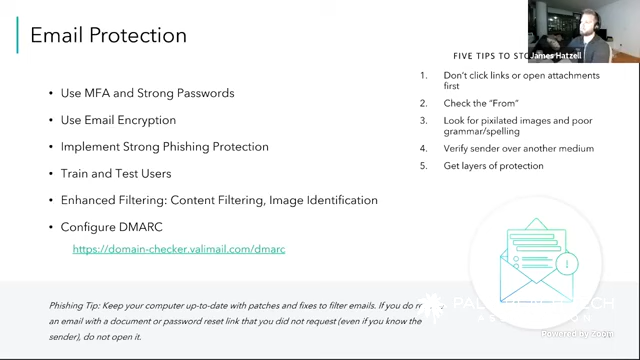 Email Protection
James Hatzell
FIVE TIPS TO
• Use MFA and Strong Passwords
• Use Email Encryption
• Implement Strong Phishing Protection
• Train and Test Users
• Enhanced Filtering: Content Filtering, Image Identification
• Configure DMARC
https://domain-checker.valimail.com/dmarc
1. Don't click links or open attachments
first
2. Check the "From"
3. Look for pixilated images and poor
grammar/spelling
4. Verify sender over another medium
5. Get layers of protection
Phishing Tip: Keep your computer up-to-date with patches and fixes to filter emails. If you do
an email with a document or password reset link that you did not request (even if you know the
sender), do not open it.
Powered by Zoom